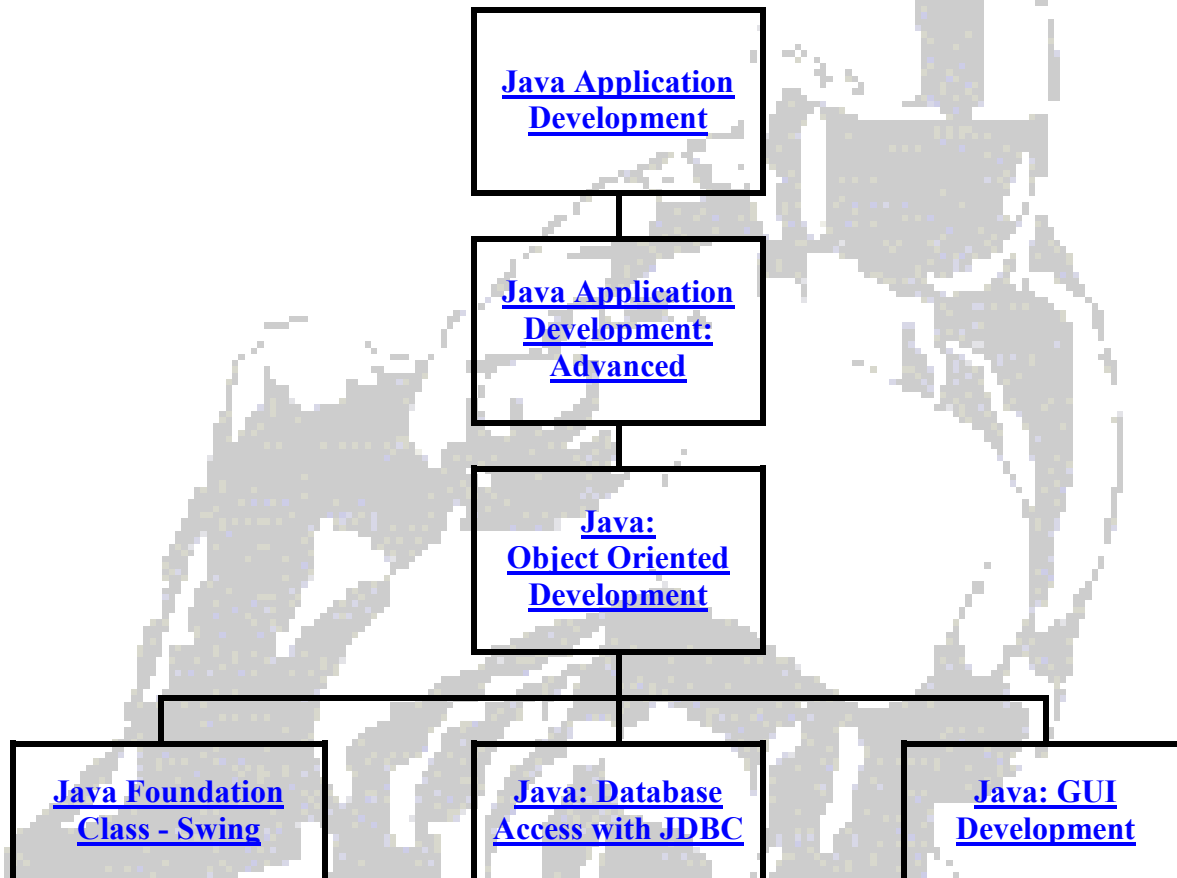 Java Application
Development
Java Application
Development:
Advanced
Java:
Object Oriented
Development
Java Foundation
Class - Swing
Java: Database
Access with JDBC
Java: GUI
Development